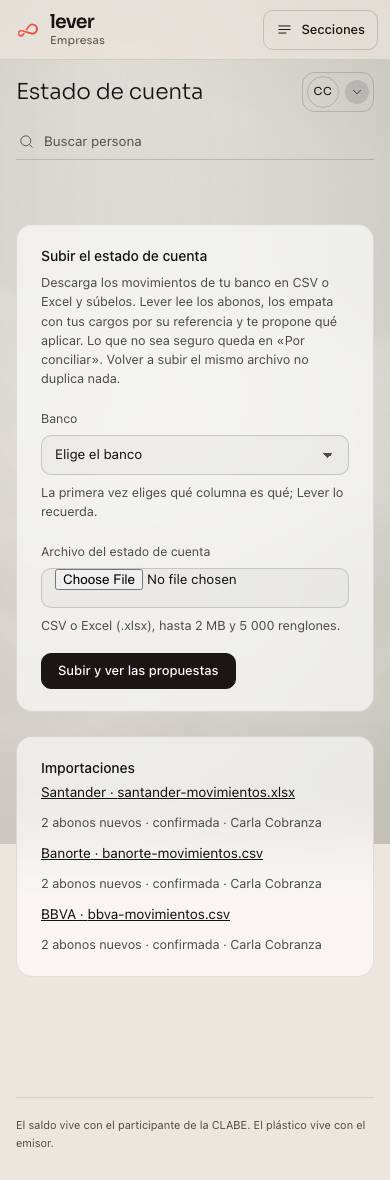 lever
Empresas
Secciones
Estado de cuenta
CC
Buscar persona
Subir el estado de cuenta
Descarga los movimientos de tu banco en CSV o
Excel y súbelos. Lever lee los abonos, los empata
con tus cargos por su referencia y te propone qué
aplicar. Lo que no sea seguro queda en «Por
conciliar». Volver a subir el mismo archivo no
duplica nada.
Banco
Elige el banco
La primera vez eliges qué columna es qué; Lever lo
recuerda.
Archivo del estado de cuenta
Choose File No file chosen
CSV o Excel (.xlsx), hasta 2 MB y 5 000 renglones.
Subir y ver las propuestas
Importaciones
Santander · santander-movimientos.xlsx
2 abonos nuevos · confirmada · Carla Cobranza
Banorte · banorte-movimientos.csv
2 abonos nuevos · confirmada · Carla Cobranza
BBVA · bbva-movimientos.csv
2 abonos nuevos · confirmada · Carla Cobranza
El saldo vive con el participante de la CLABE. El plástico vive con el
emisor.